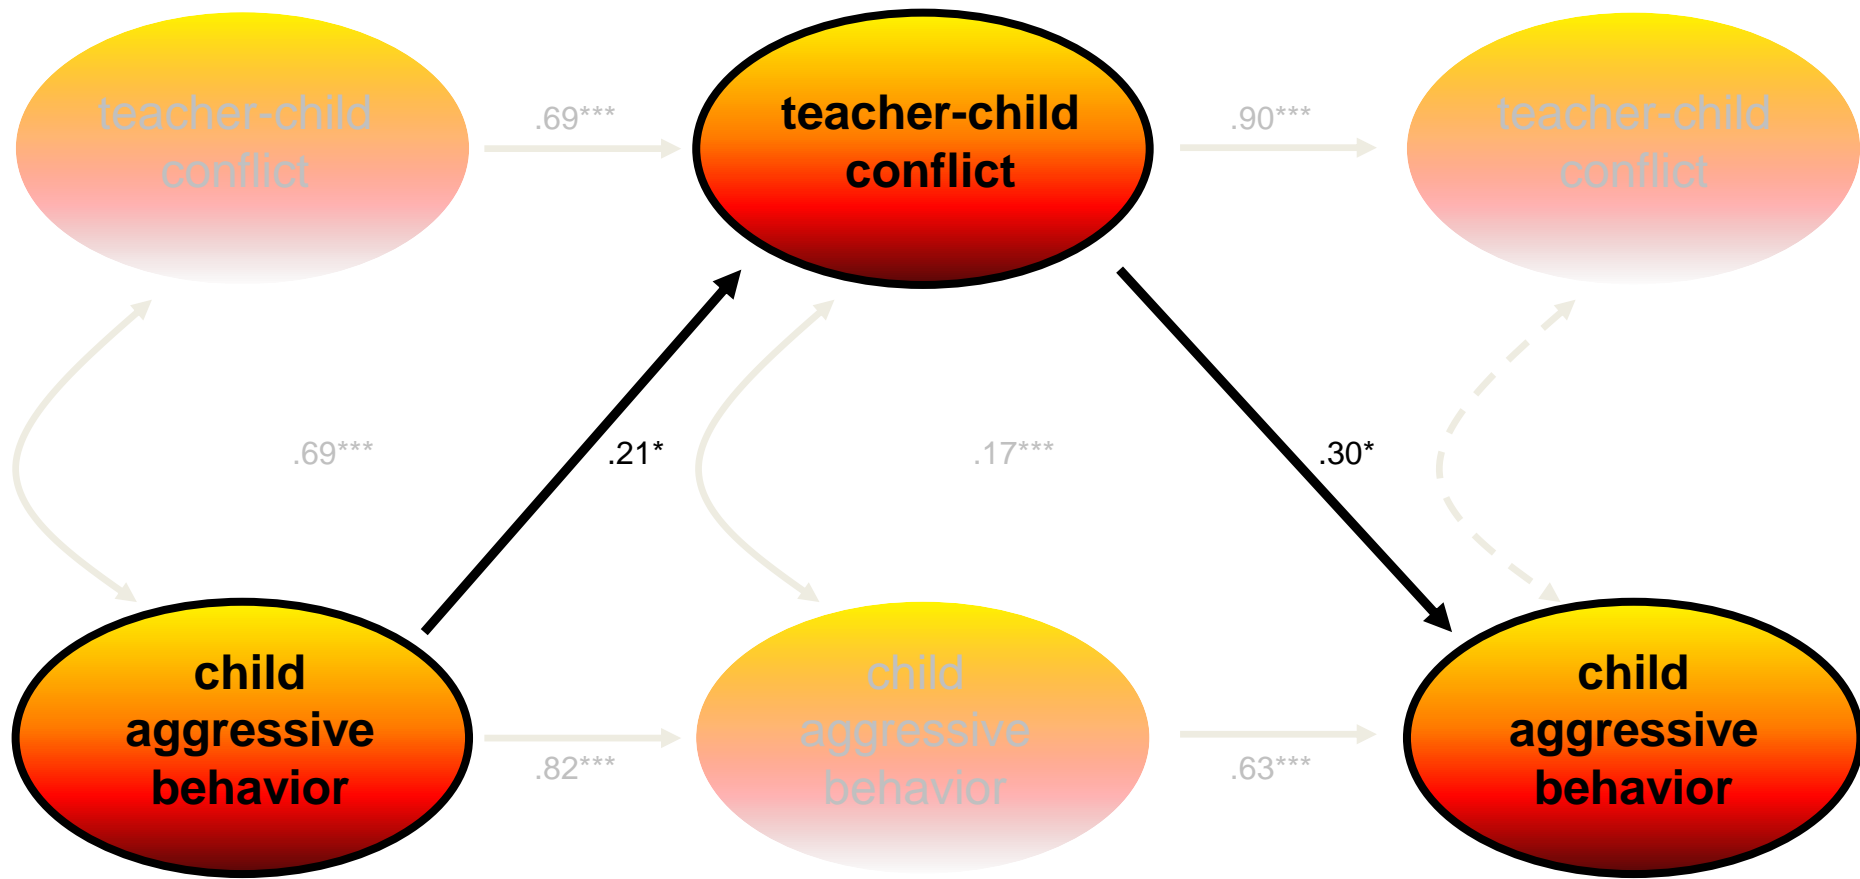 teacher-child
conflict
.69***
teacher-child
conflict
.90***
teacher-child
conflict
.69***
.21*
.17***
.30*
child
aggressive
behavior
.82***
child
aggressive
behavior
.63***
child
aggressive
behavior